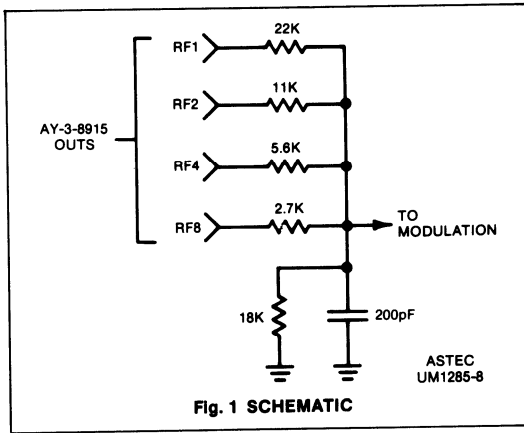 22K
RF1
11K
RF2
AY-3-8915
OUTS
5.6K
RF4
2.7K
RF8
TO
MODULATION
18K
200pF
ASTEC
UM1285-8
Fig. 1 SCHEMATIC